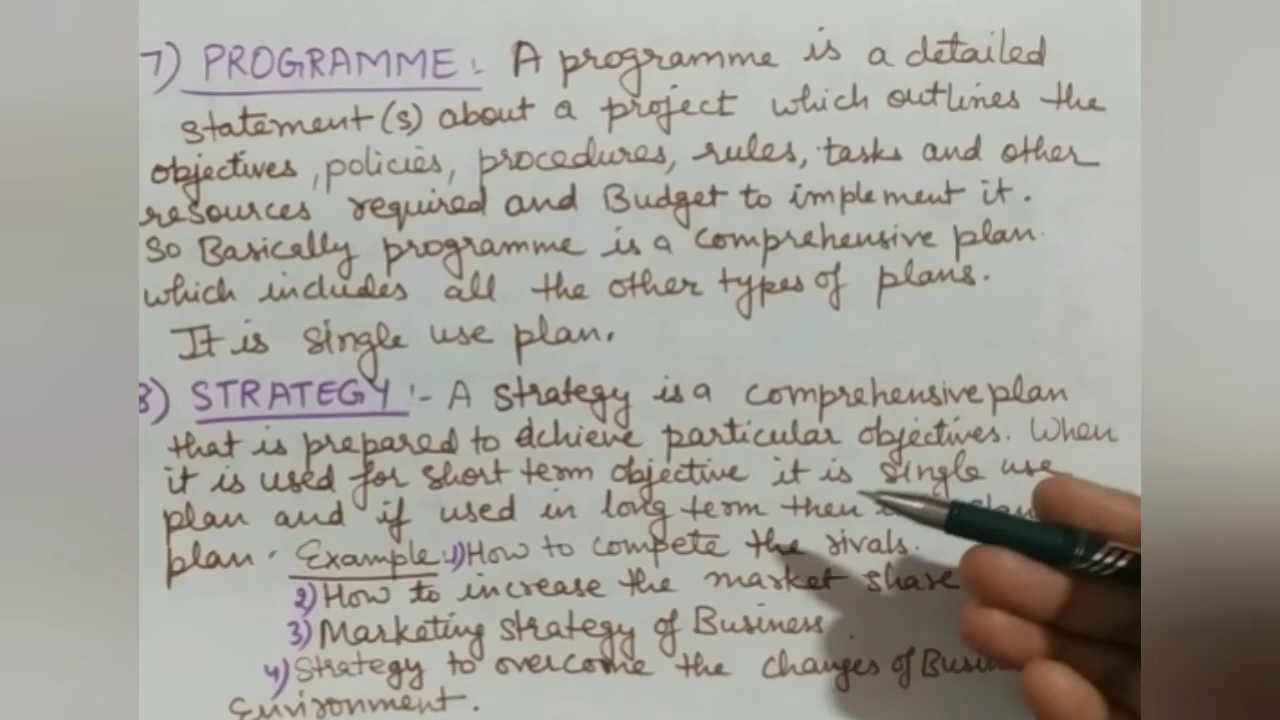 7) PROGRAMME :- A programme is a detailed
statement(s) about a project which outlines the
objectives, policies, procedures, rules, tasks and other
resources required and Budget to implement it.
So Basically programme is a comprehensive plan
which includes all the other types of plans.
It is single use plan.
8) STRATEGY :- A strategy is a comprehensive plan
that is prepared to achieve particular objectives. When
it is used for short term objective it is single use
plan and if used in long term then
plan. Example 1) How to compete the rivals.
2) How to increase the market share
3) Marketing strategy of Business
4) Strategy to overcome the changes of
Environment.